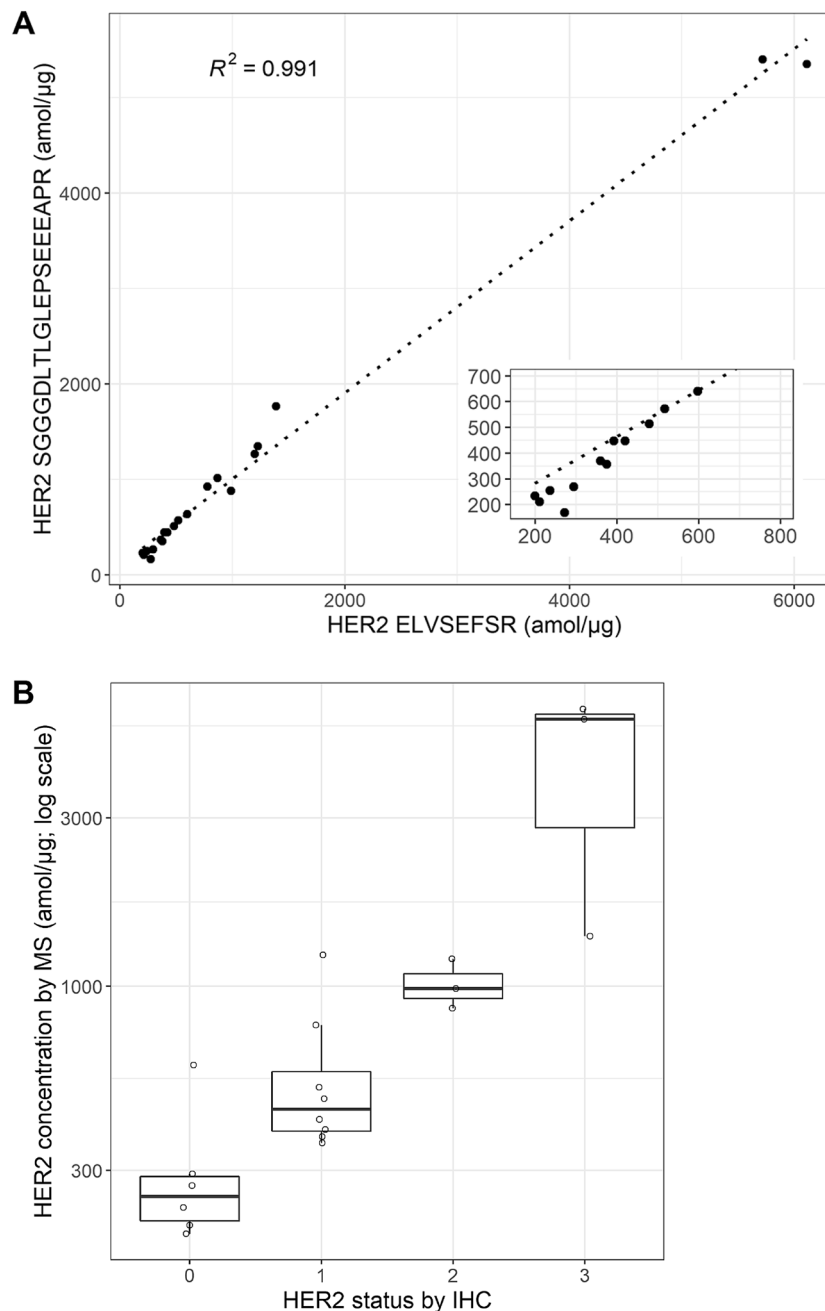 A
R² = 0.991
HER2 SGGGDLTLGLEPSEEEAPR (amol/µg)
4000
2000
0
700
600
500
400
300
200
200 400 600 800
0 2000 4000 6000
HER2 ELVSEFSR (amol/µg)
B
HER2 concentration by MS (amol/µg; log scale)
3000
1000
300
0 1 2 3
HER2 status by IHC